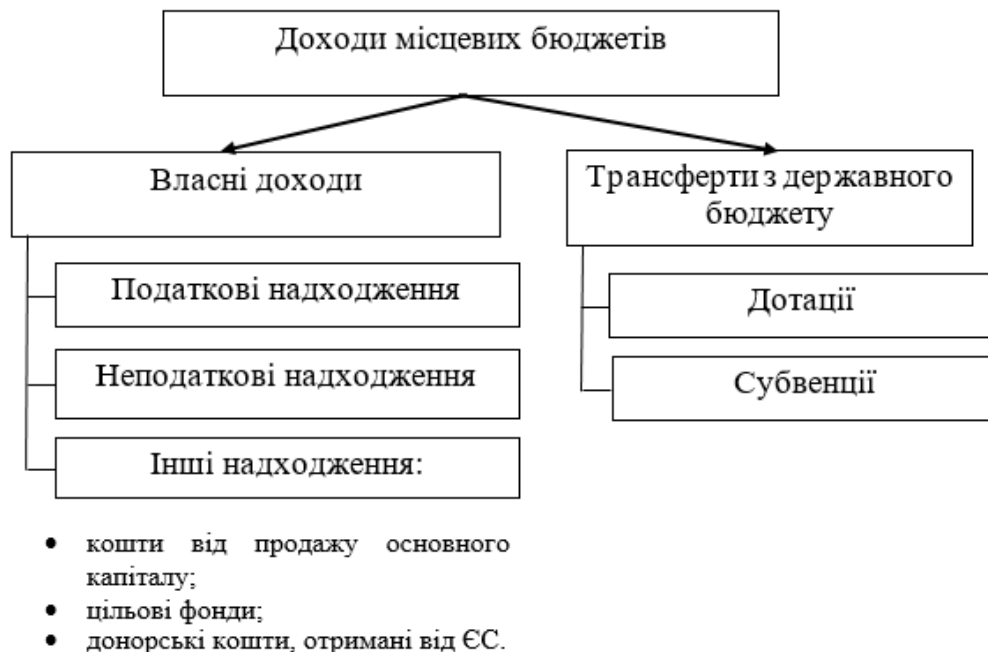 Доходи місцевих бюджетів
Власні доходи
Трансферти з державного
бюджету
Податкові надходження
Дотації
Неподаткові надходження
Субвенції
Інші надходження:
• кошти від продажу основного
капіталу;
• цільові фонди;
• донорські кошти, отримані від ЄС.